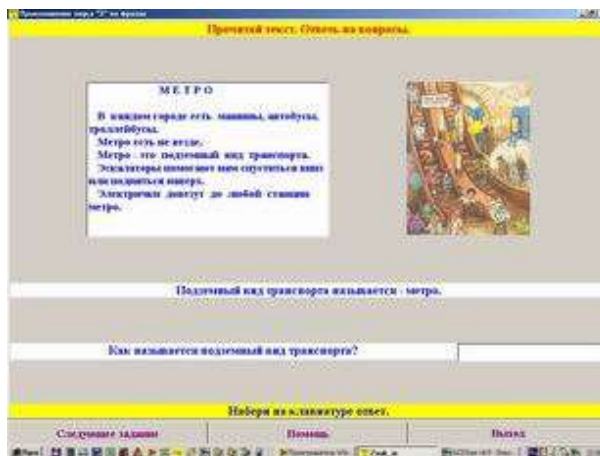 Прочитай текст. Ответь на вопросы.
МЕТРО
В каждом городе есть машины, автобусы,
троллейбусы.
Метро есть не везде.
Метро - это подземный вид транспорта.
Эскалаторы помогают нам спуститься вниз
или подняться наверх.
Электрички довезут до любой станции
метро.
Подземный вид транспорта называется - метро.
Как называется подземный вид транспорта?
Набери на клавиатуре ответ.
Следующее задание
Помощь
Выход